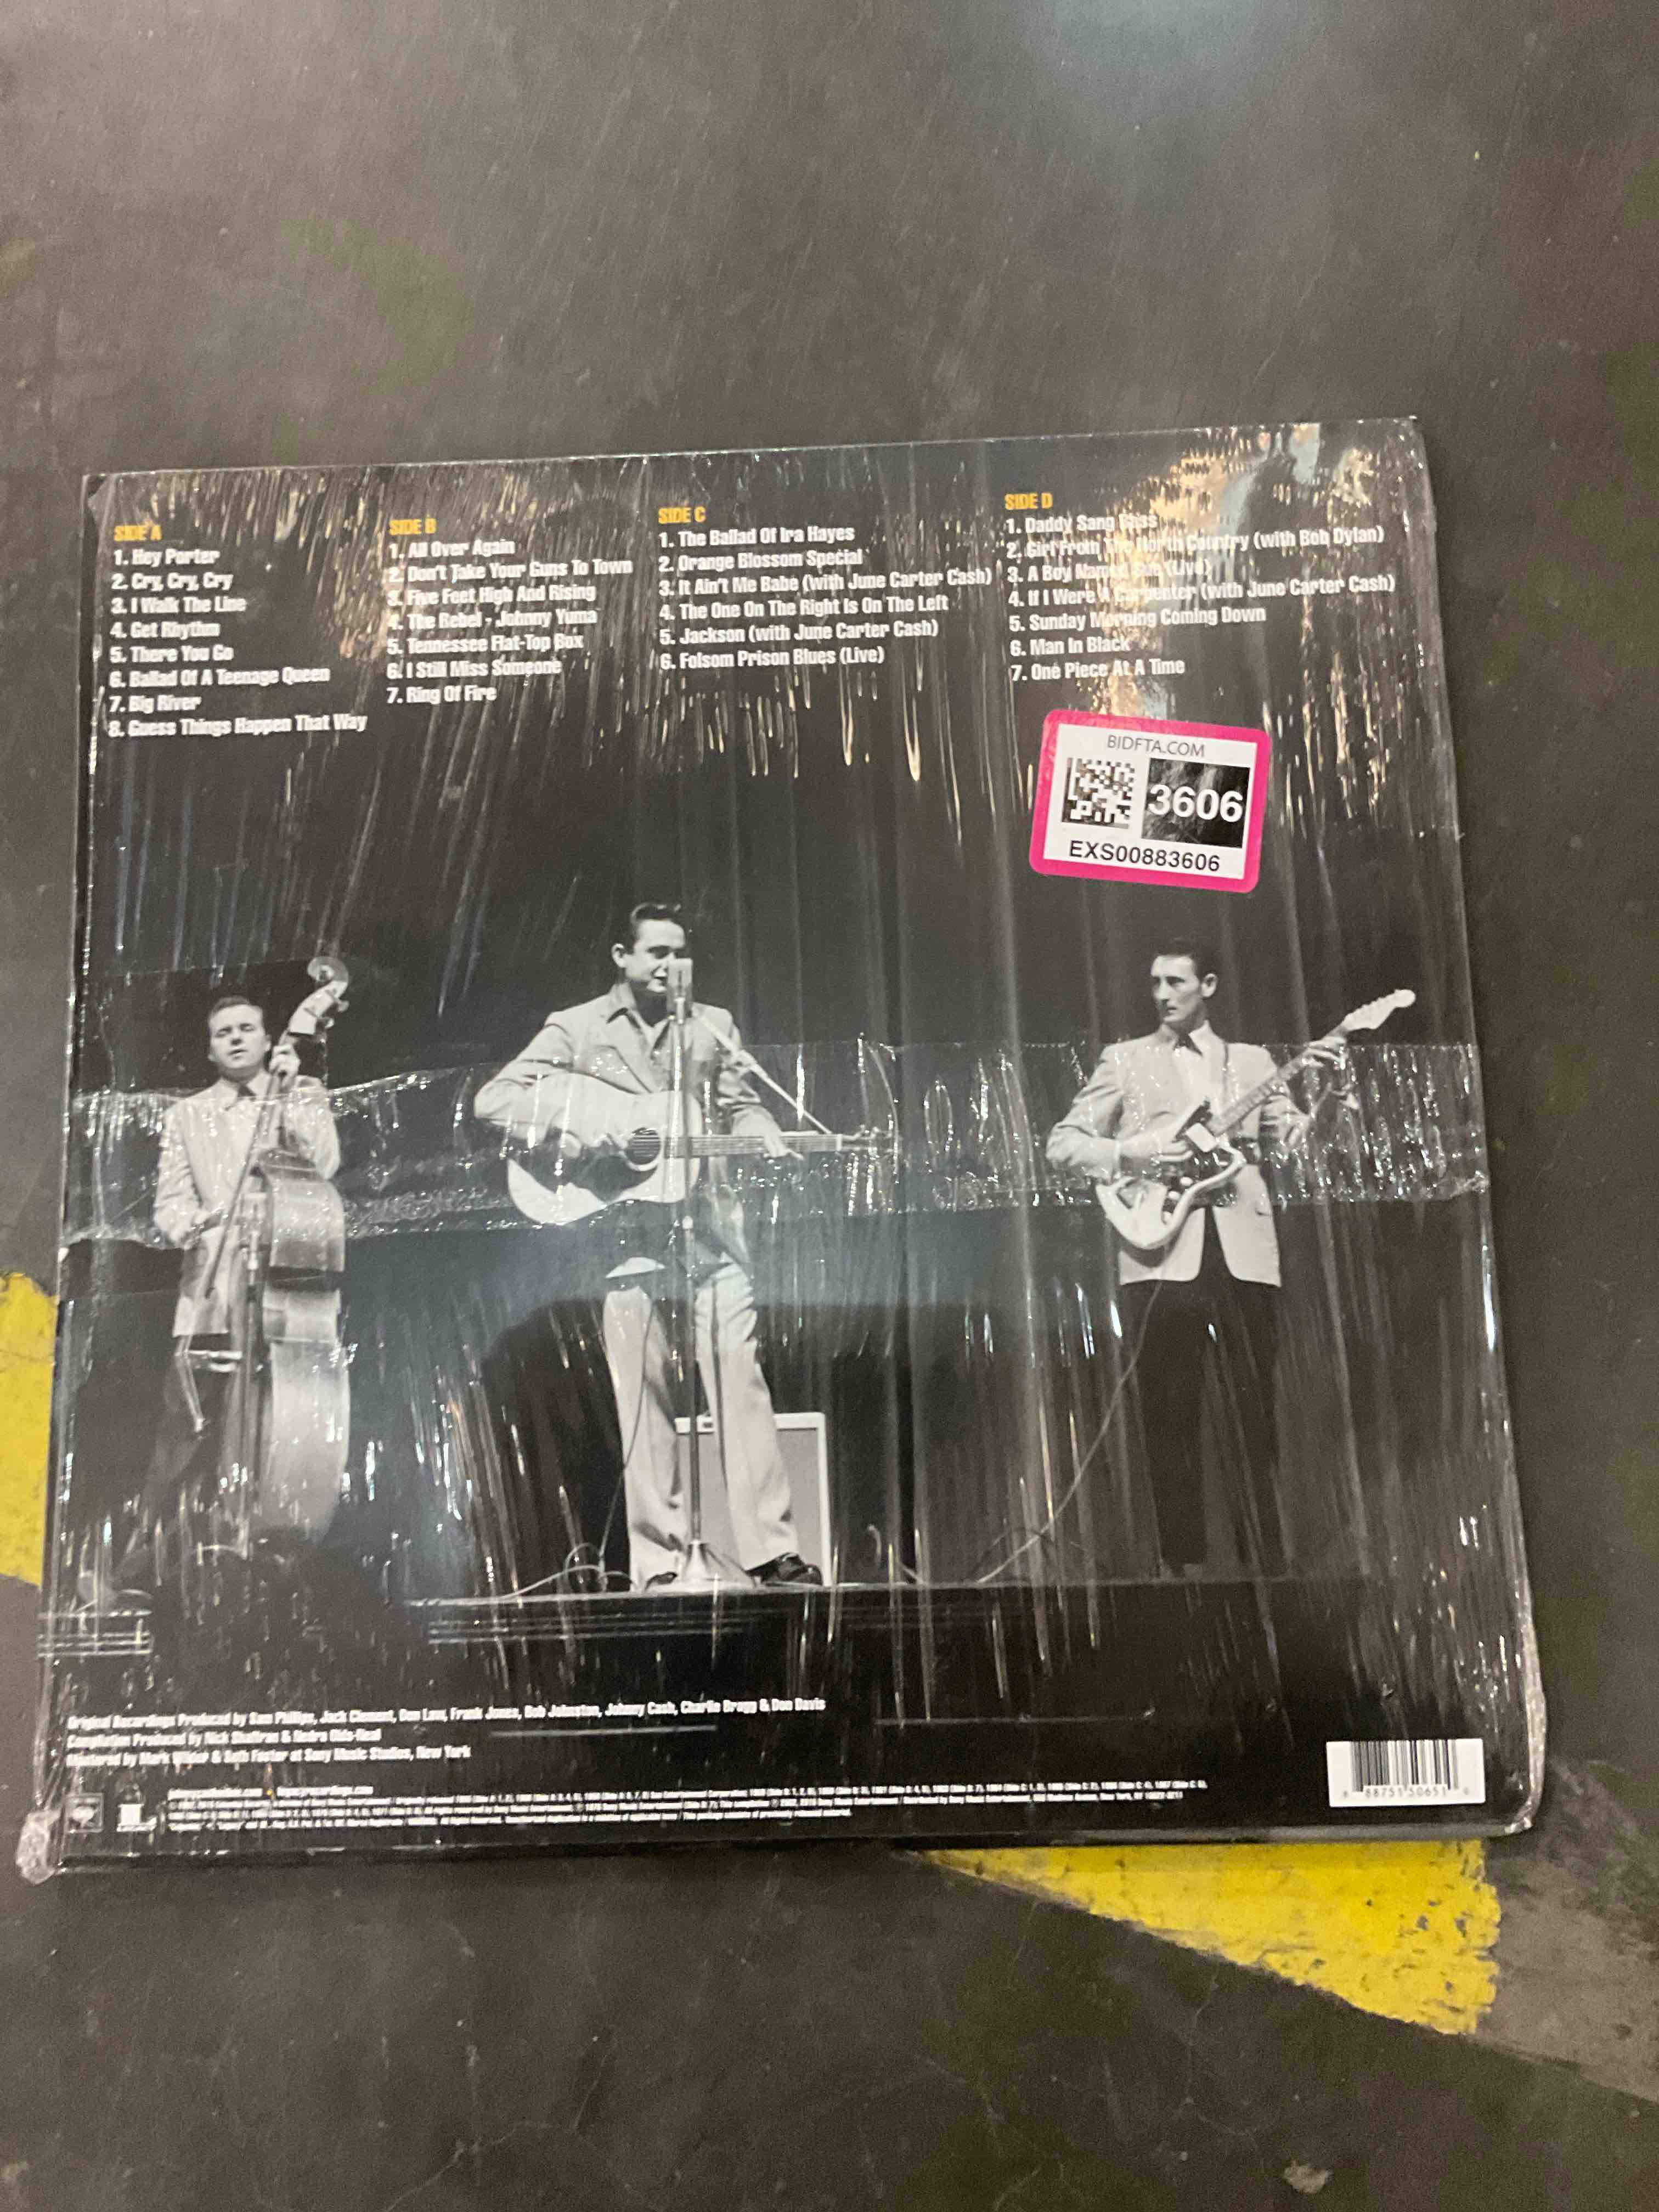 SIDE A
1. Hey Porter
2. Cry, Cry, Cry
3. I Walk The Line
4. Get Rhythm
5. There You Go
6. Ballad Of A Teenage Queen
7. Big River
8. Guess Things Happen That Way
SIDE B
1. All Over Again
2. Don't Take Your Guns To Town
3. Five Feet High And Rising
4. The Rebel - Johnny Yuma
5. Tennessee Flat-Top Box
6. I Still Miss Someone
7. Ring Of Fire
SIDE C
1. The Ballad Of Ira Hayes
2. Orange Blossom Special
3. It Ain't Me Babe (with June Carter Cash)
4. The One On The Right Is On The Left
5. Jackson (with June Carter Cash)
6. Folsom Prison Blues (Live)
SIDE D
1. Daddy Sang Bass
2. Girl From The North Country (with Bob Dylan)
3. A Boy Named Sue (Live)
4. If I Were A Carpenter (with June Carter Cash)
5. Sunday Morning Coming Down
6. Man In Black
7. One Piece At A Time
BIDFTA.COM
3606
EXS00883606
Original Recordings Produced by Sam Phillips, Jack Clement, Don Law, Frank Jones, Bob Johnston, Johnny Cash, Charlie Bragg & Don Davis
Compilation Produced by Nick Shaffran &
Mastered by Mark Wilder & Seth Foster at Sony Music Studios, New York
8 88751 50651 0